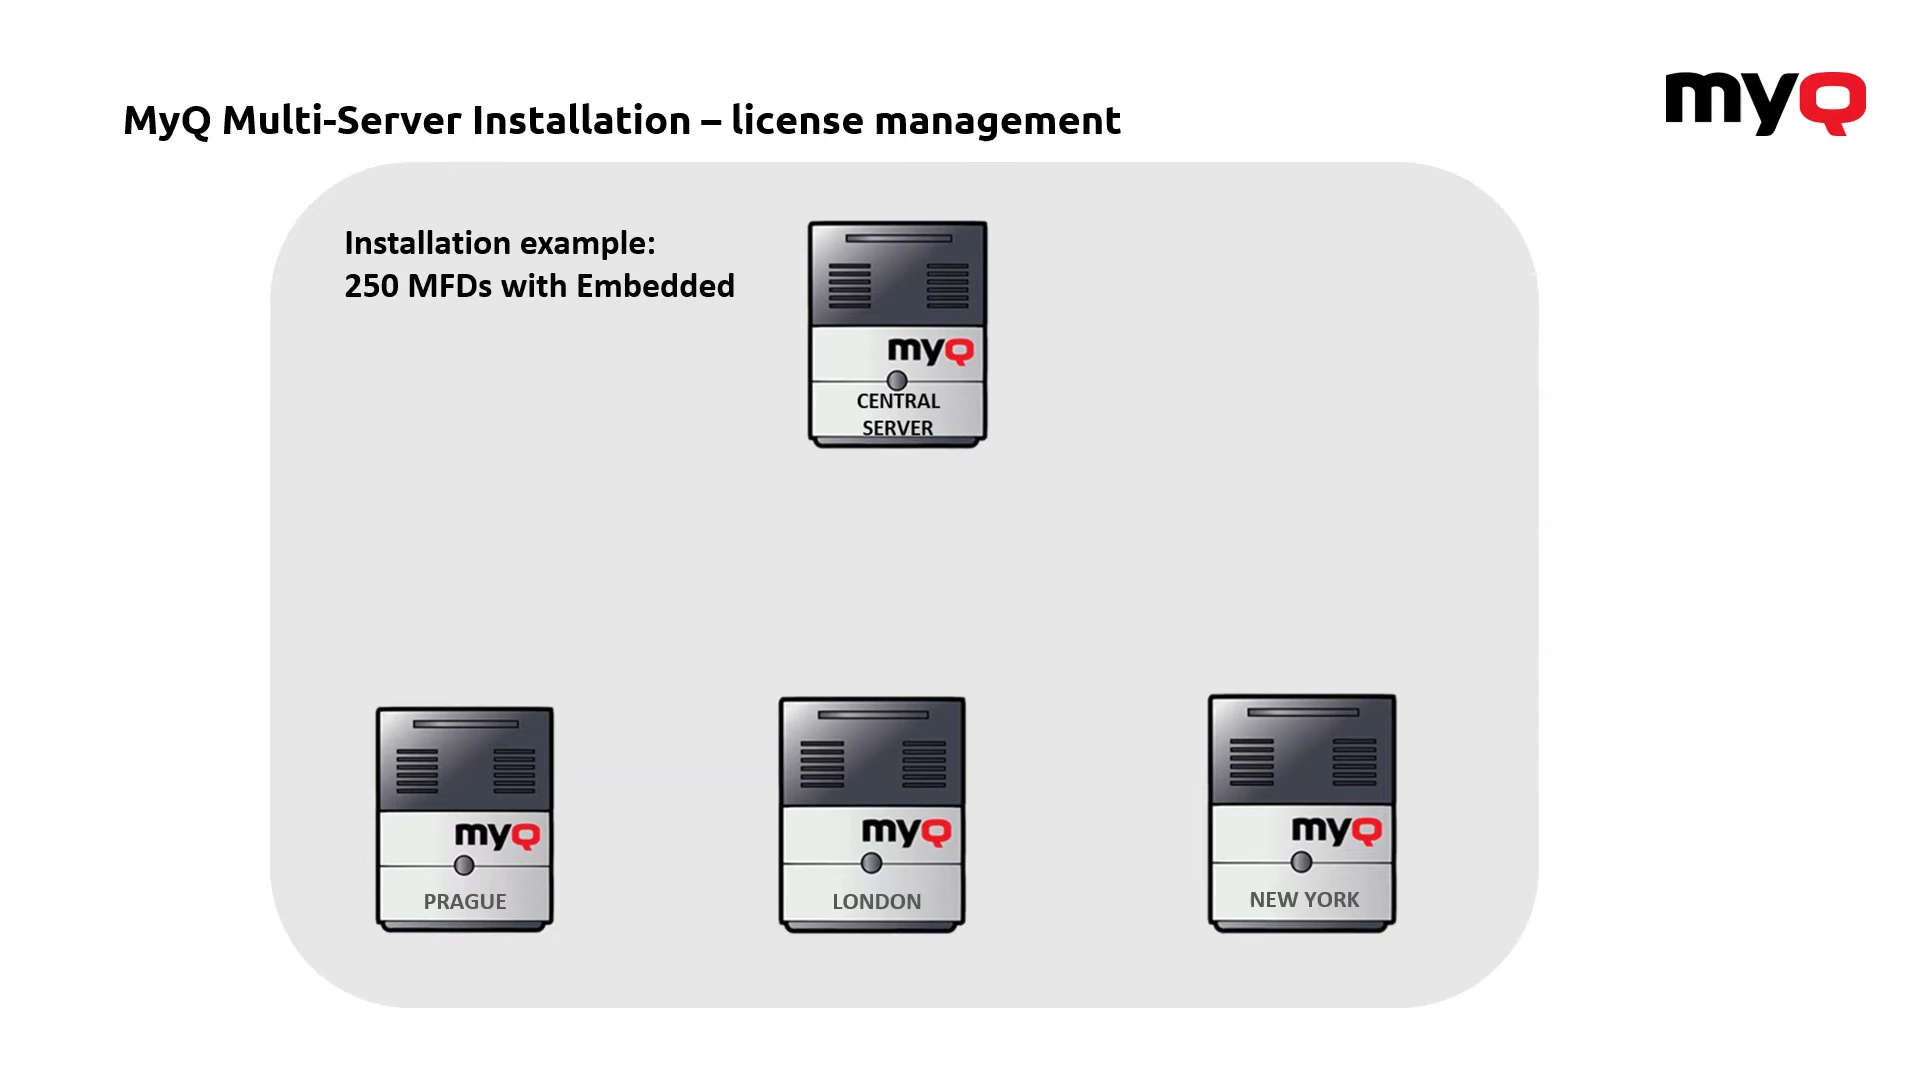 MyQ Multi-Server Installation – license management
myQ
Installation example:
250 MFDs with Embedded
myQ
CENTRAL
SERVER
myQ
PRAGUE
myQ
LONDON
myQ
NEW YORK